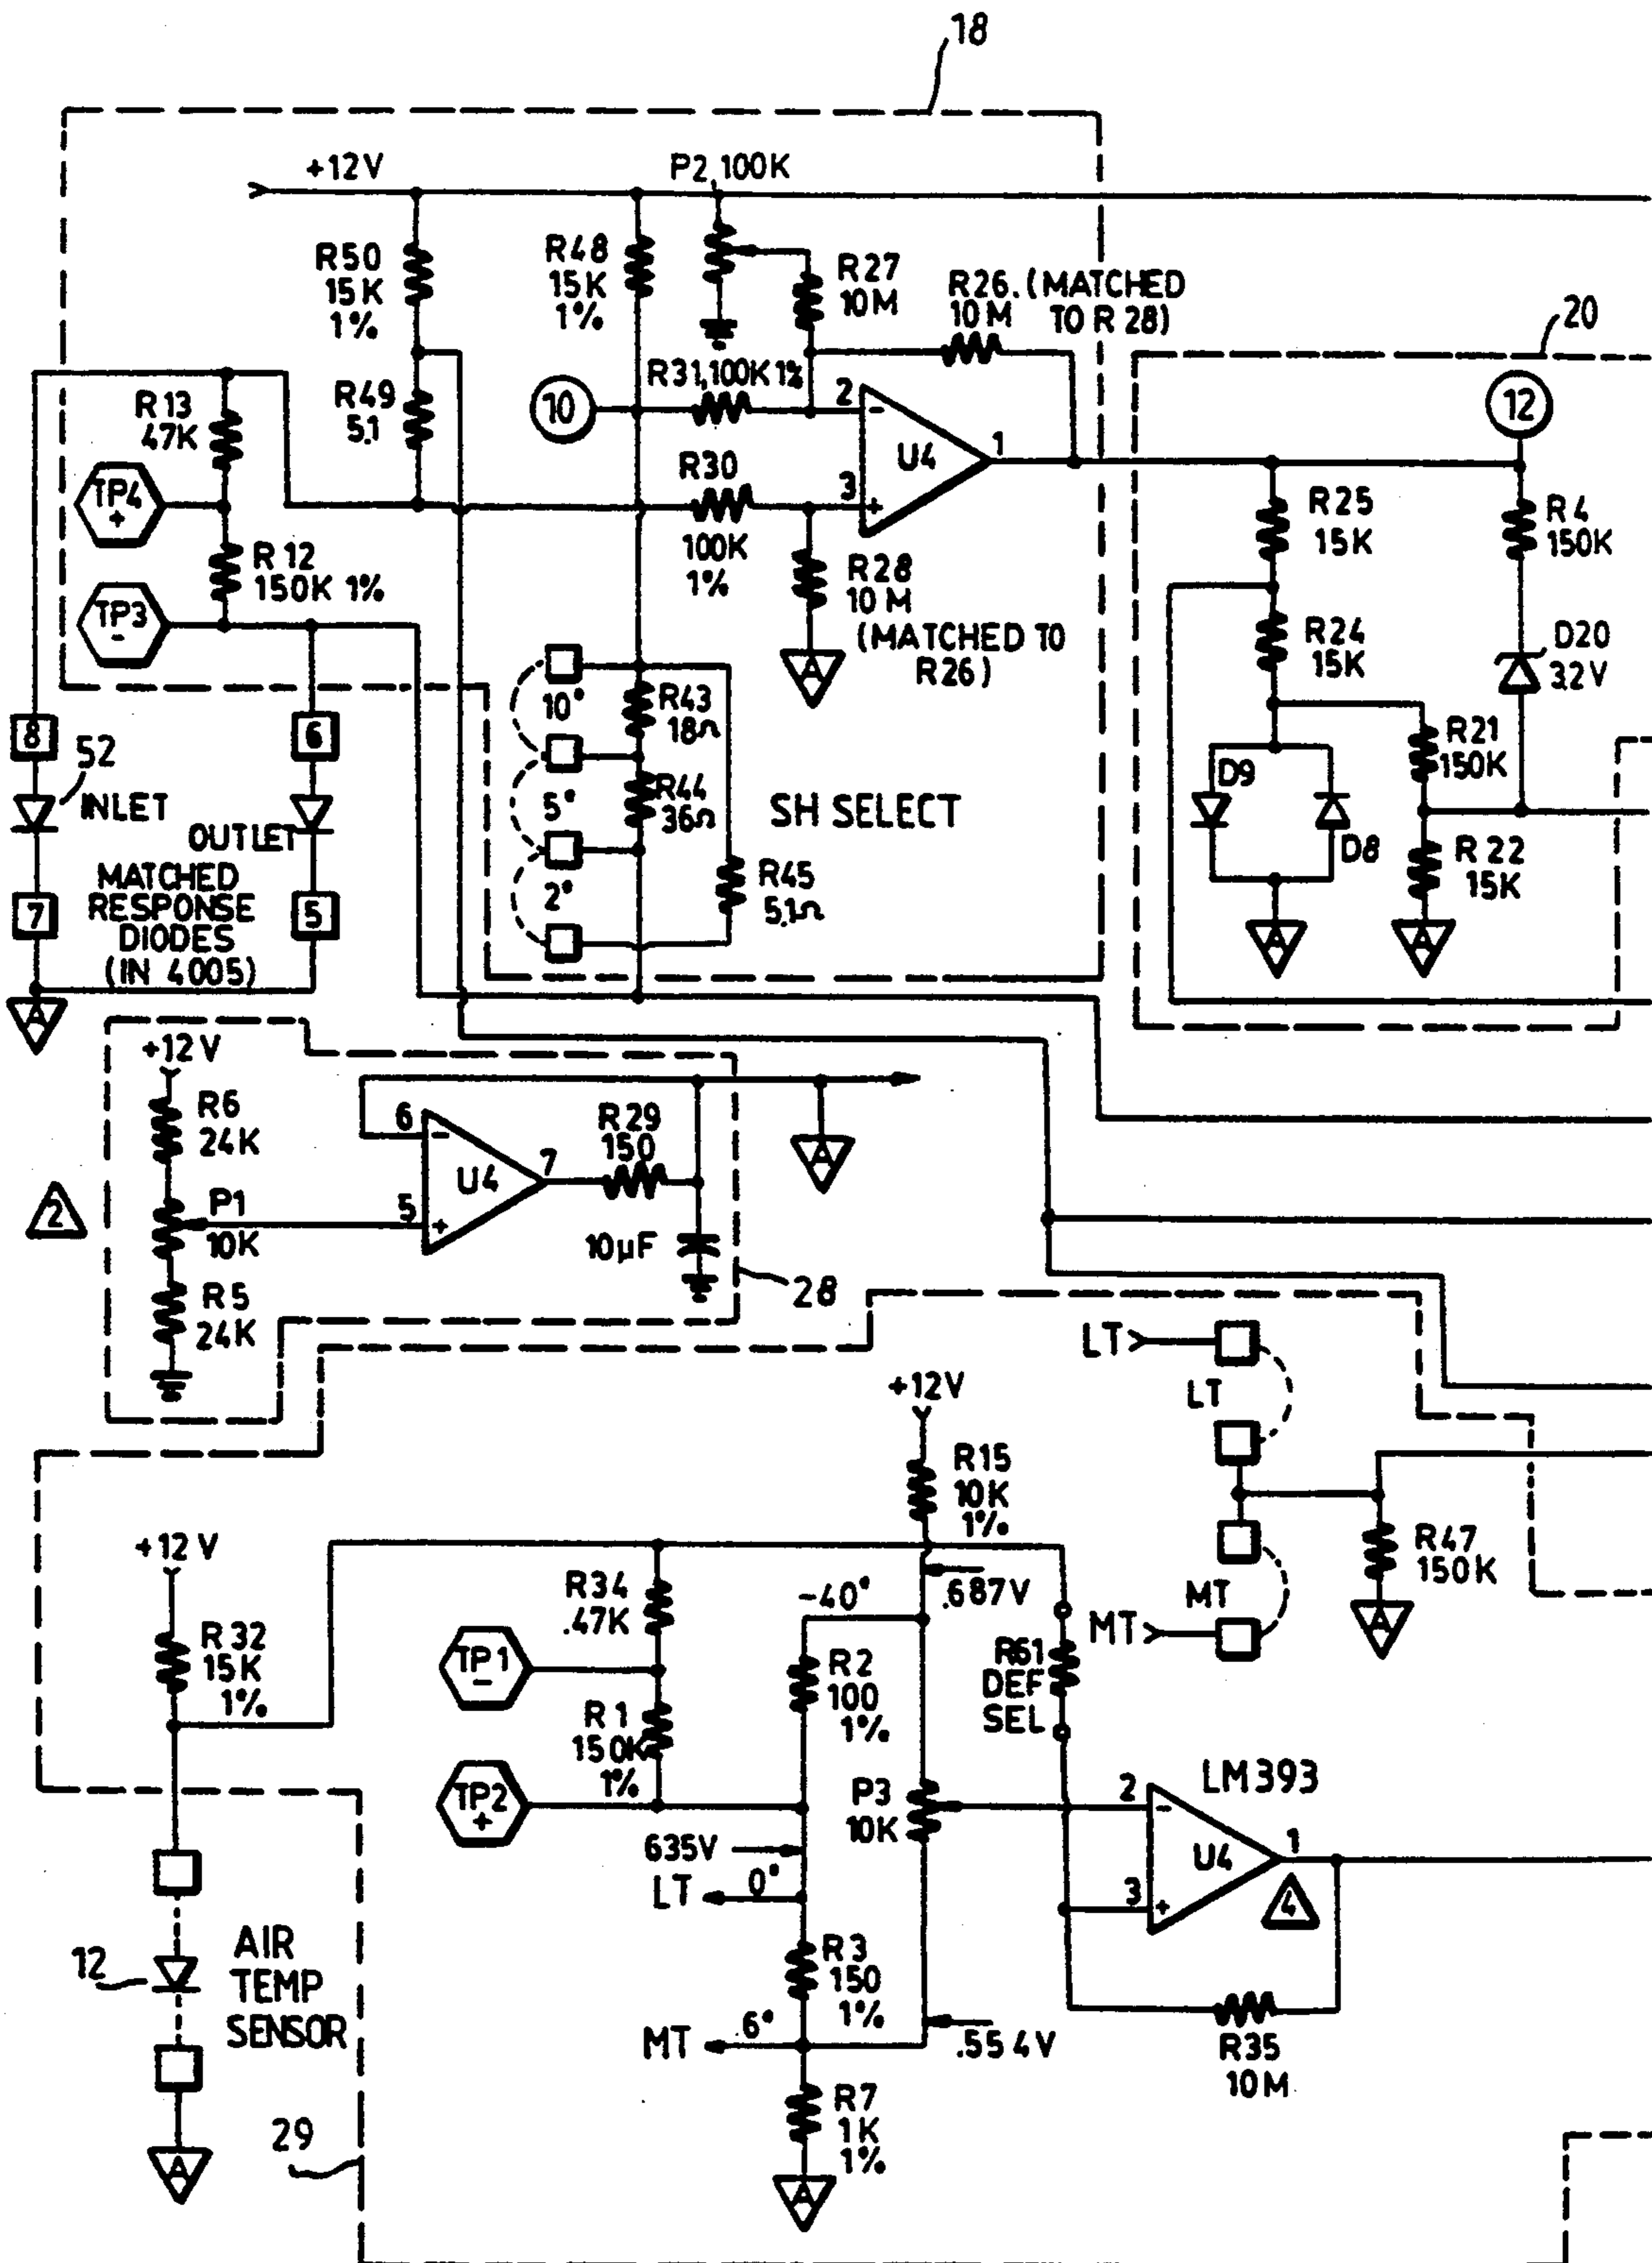 18
+12V
P2,100K
R50
15K
1%
R48
15K
1%
R27
10M
R26.(MATCHED
10M TO R28)
20
R13
47K
R49
5.1
10
R31,100K1%
2
-
U4
1
12
TP4
+
R30
100K
1%
3
+
R25
15K
R4
150K
R12
150K 1%
TP3
-
R28
10M
(MATCHED TO
R26)
R24
15K
D20
3.2V
8
52
INLET
6
OUTLET
10°
R43
18Ω
5°
R44
36Ω
SH SELECT
R21
150K
D9
D8
7
MATCHED
RESPONSE
DIODES
(IN 4005)
5
2°
R45
5.1Ω
R22
15K
A
A
A
A
+12V
R6
24K
6
-
U4
7
R29
150
A
2
P1
10K
5
+
10µF
28
R5
24K
LT
LT
+12V
R15
10K
1%
+12V
R34
.47K
-40°
.687V
MT
MT
R47
150K
A
R32
15K
1%
TP1
-
R2
100
1%
R61
DEF
SEL
R1
150K
1%
TP2
+
P3
10K
2
-
LM393
U4
1
4
635V
LT
0°
3
+
12
AIR
TEMP
SENSOR
R3
150
1%
MT
6°
.554V
R35
10M
29
A
R7
1K
1%
A